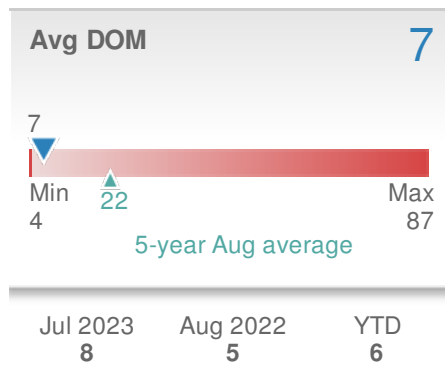 Avg DOM 7
7
Min Max
22
4 87
5-year Aug average
Jul 2023 Aug 2022 YTD
8 5 6